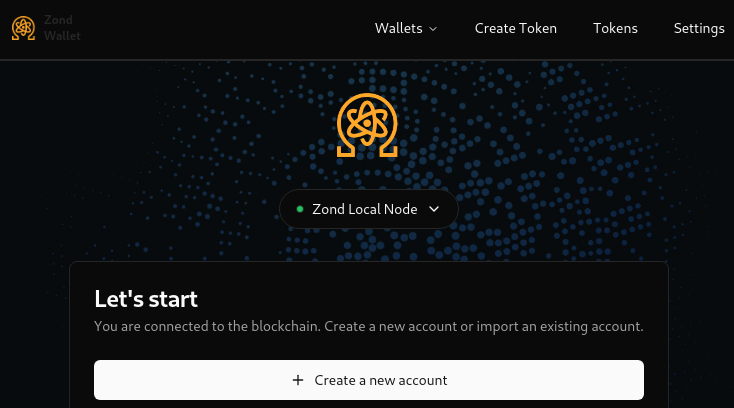 Zond
Wallet
Wallets
Create Token
Tokens
Settings
Zond Local Node
Let's start
You are connected to the blockchain. Create a new account or import an existing account.
Create a new account